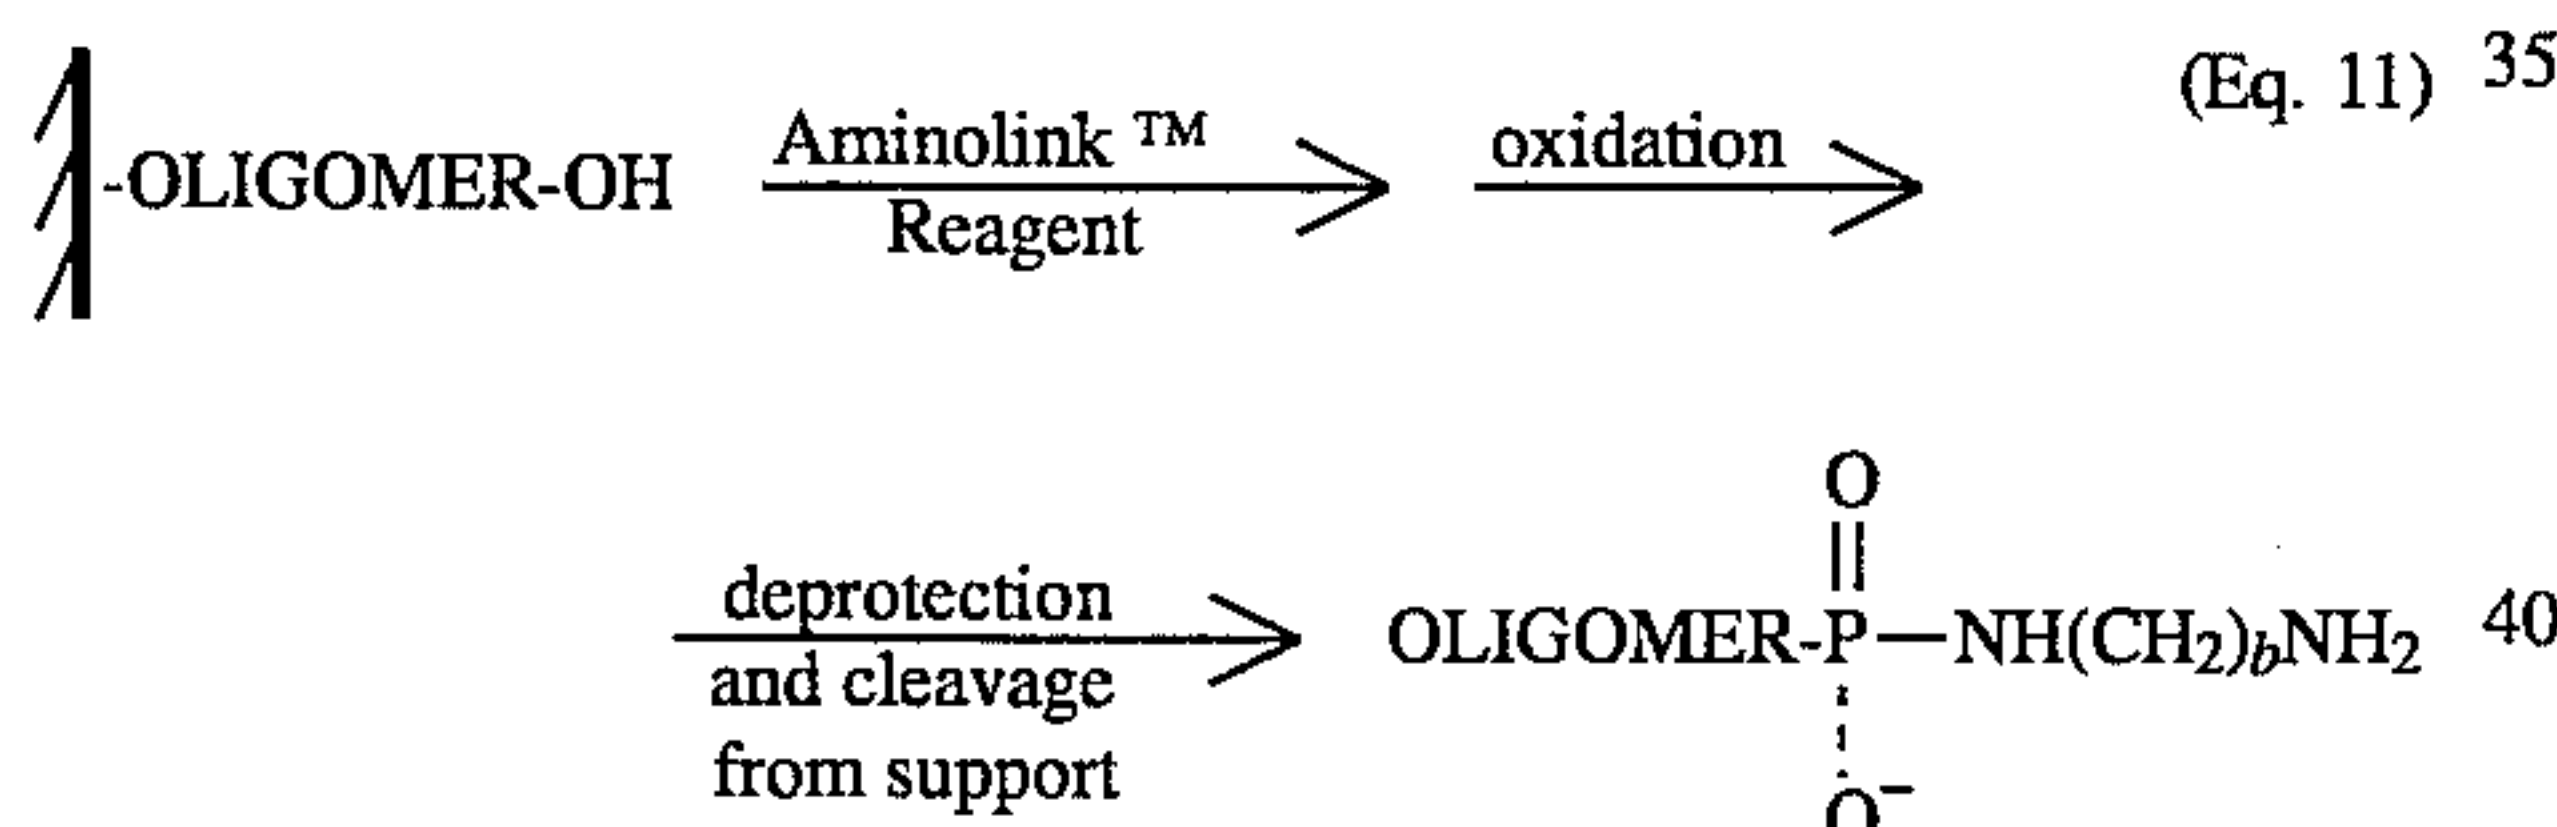 (Eq. 11) 35
-OLIGOMER-OH Aminolink ™ Reagent oxidation
O
||
deprotection and cleavage from support OLIGOMER-P—NH(CH₂)bNH₂ 40
O⁻